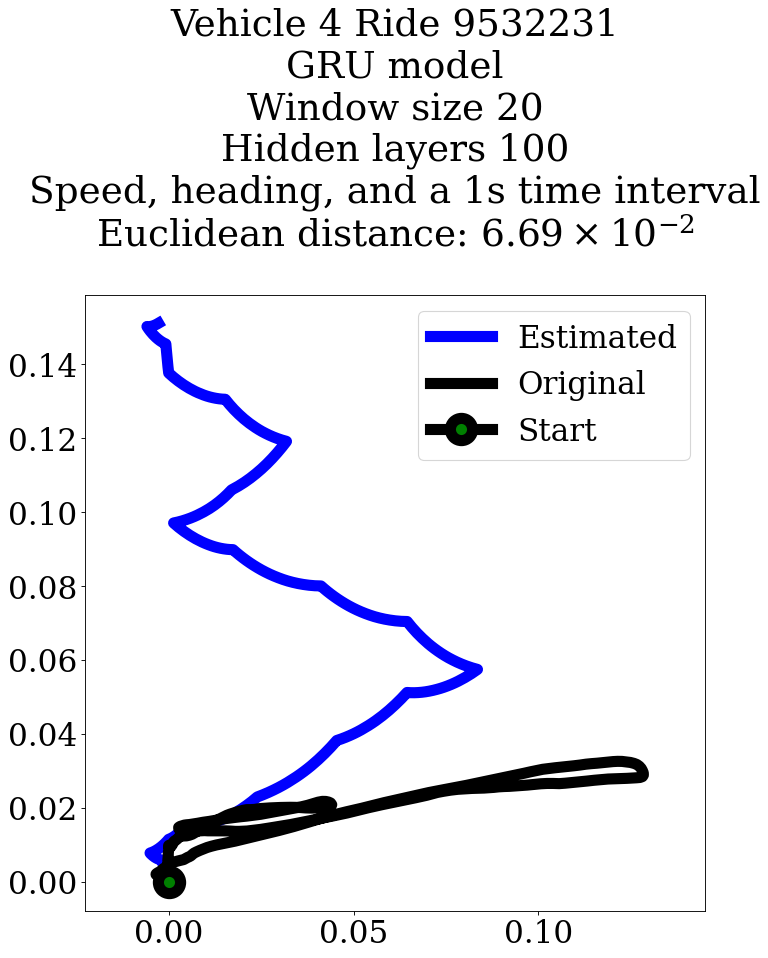 Vehicle 4 Ride 9532231
GRU model
Window size 20
Hidden layers 100
Speed, heading, and a 1s time interval
Euclidean distance: 6.69 × 10⁻²
Estimated
Original
Start
0.14
0.12
0.10
0.08
0.06
0.04
0.02
0.00
0.00 0.05 0.10